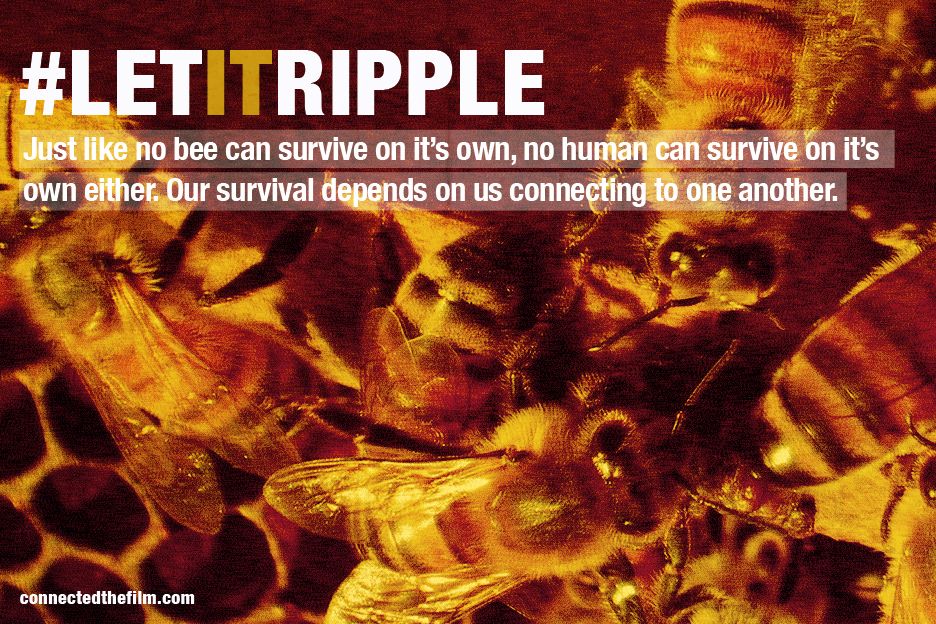 #LETITRIPPLE
Just like no bee can survive on it's own, no human can survive on it's
own either. Our survival depends on us connecting to one another.
connectedthefilm.com